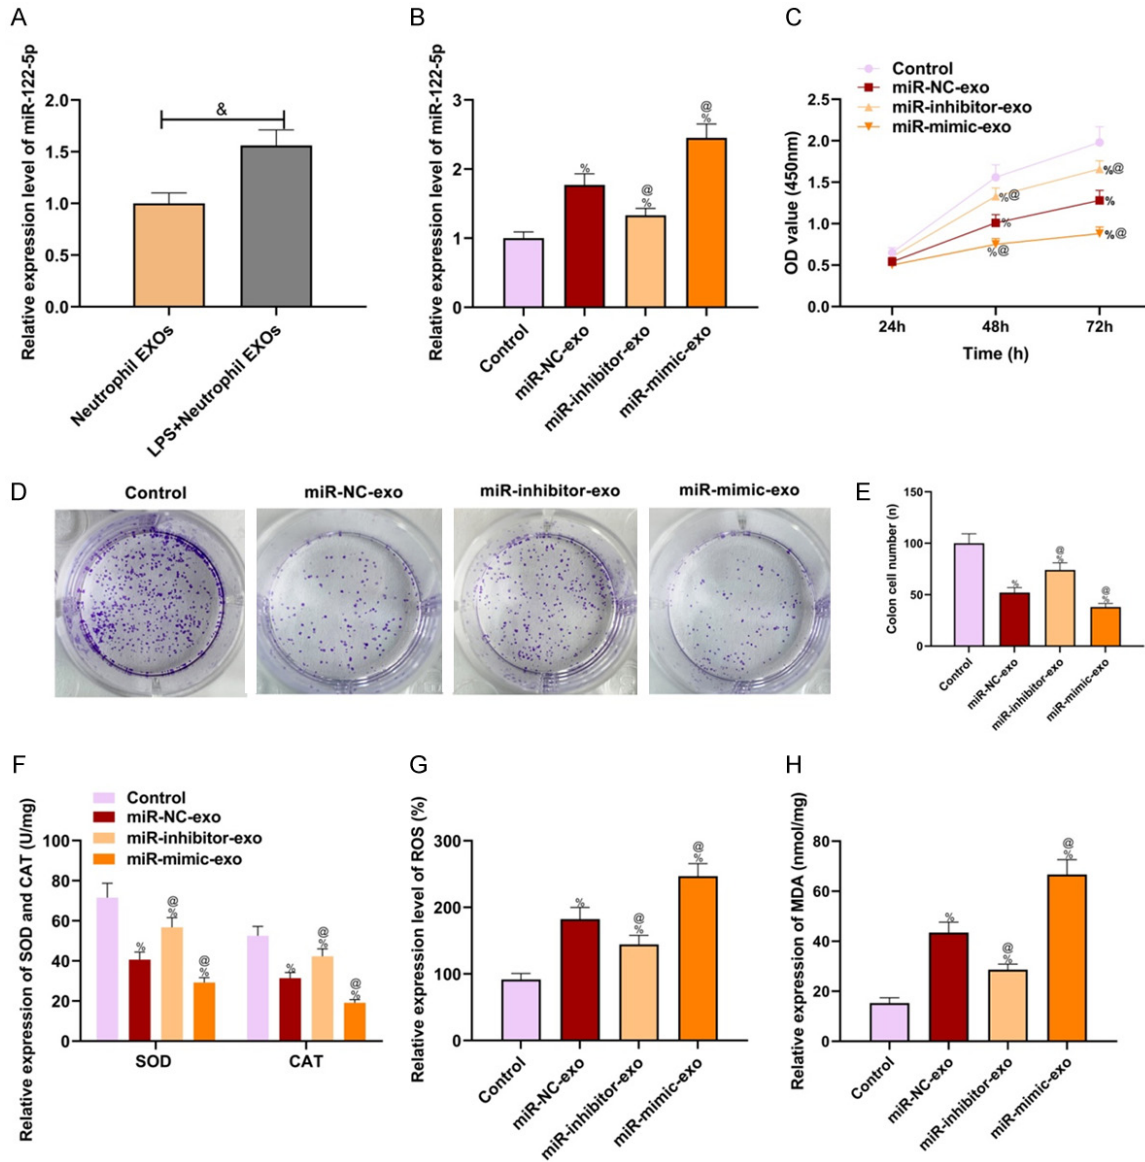 A
Relative expression level of miR-122-5p
2.0
1.5
1.0
0.5
0.0
&
Neutrophil EXOs
LPS+Neutrophil EXOs
B
Relative expression level of miR-122-5p
3
2
1
0
%
@
%
@
%
Control
miR-NC-exo
miR-inhibitor-exo
miR-mimic-exo
C
Control
miR-NC-exo
miR-inhibitor-exo
miR-mimic-exo
OD value (450nm)
2.5
2.0
1.5
1.0
0.5
0.0
%@
%
%@
%@
%
%@
24h
48h
72h
Time (h)
D
Control
miR-NC-exo
miR-inhibitor-exo
miR-mimic-exo
E
Colon cell number (n)
150
100
50
0
%
@
%
@
%
Control
miR-NC-exo
miR-inhibitor-exo
miR-mimic-exo
F
Control
miR-NC-exo
miR-inhibitor-exo
miR-mimic-exo
Relative expression of SOD and CAT (U/mg)
100
80
60
40
20
0
%
@
%
@
%
%
@
%
@
%
SOD
CAT
G
Relative expression level of ROS (%)
300
200
100
0
%
@
%
@
%
Control
miR-NC-exo
miR-inhibitor-exo
miR-mimic-exo
H
Relative expression of MDA (nmol/mg)
80
60
40
20
0
%
@
%
@
%
Control
miR-NC-exo
miR-inhibitor-exo
miR-mimic-exo